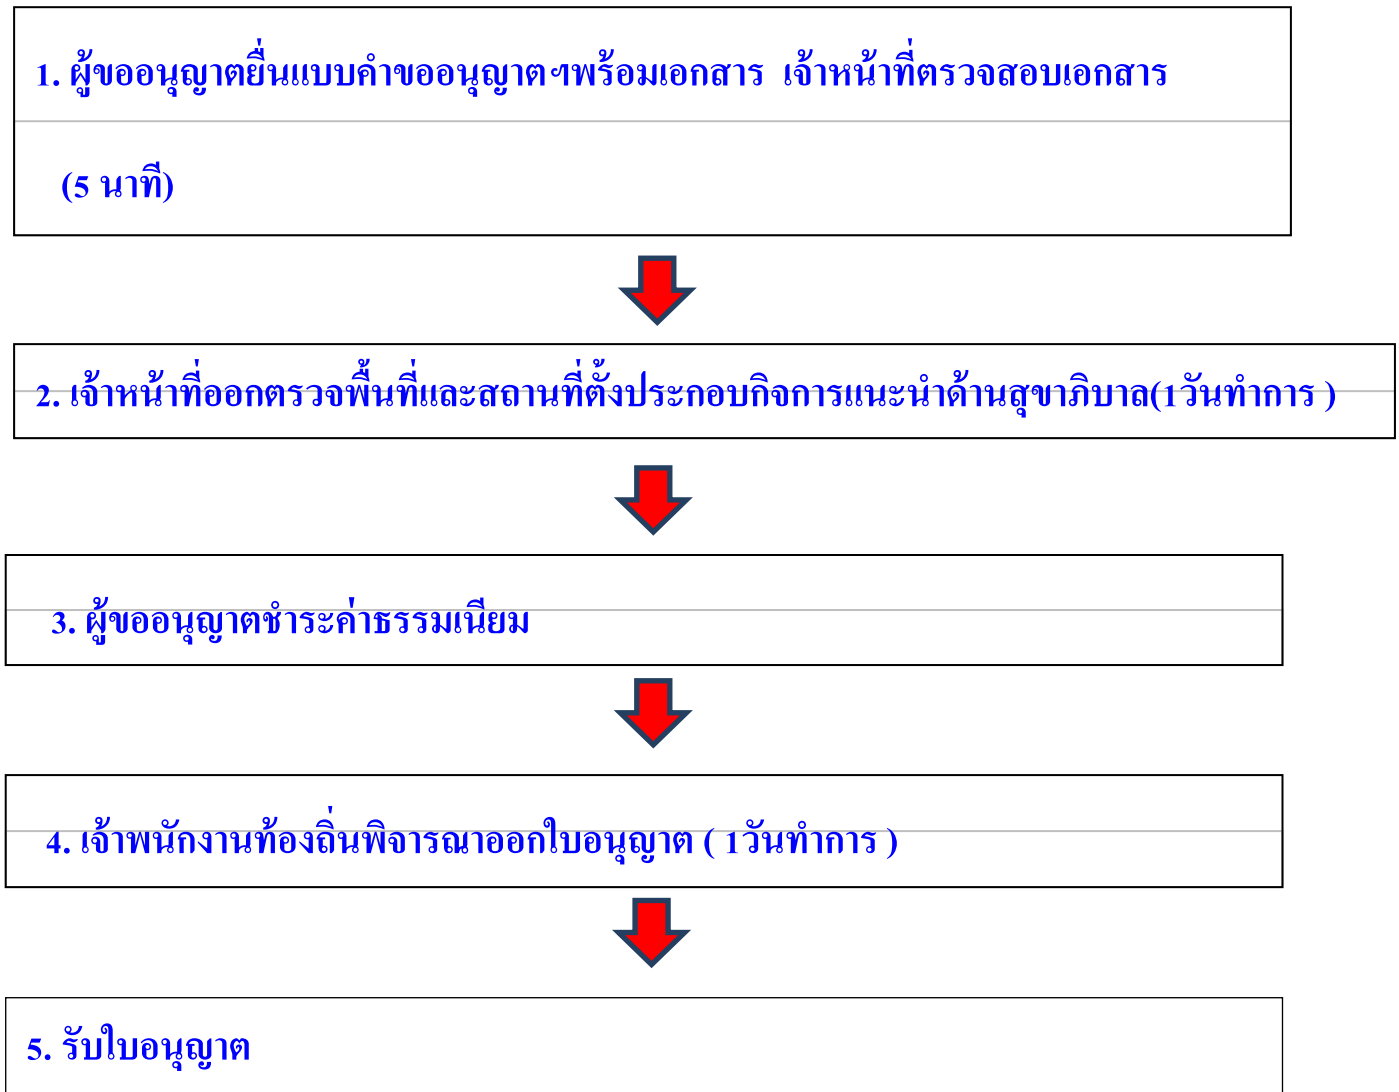 1. ผู้ขออนุญาตยื่นแบบคำขออนุญาตฯพร้อมเอกสาร เจ้าหน้าที่ตรวจสอบเอกสาร
(5 นาที)
2. เจ้าหน้าที่ออกตรวจพื้นที่และสถานที่ตั้งประกอบกิจการแนะนำด้านสุขาภิบาล(1วันทำการ )
3. ผู้ขออนุญาตชำระค่าธรรมเนียม
4. เจ้าพนักงานท้องถิ่นพิจารณาออกใบอนุญาต ( 1วันทำการ )
5. รับใบอนุญาต